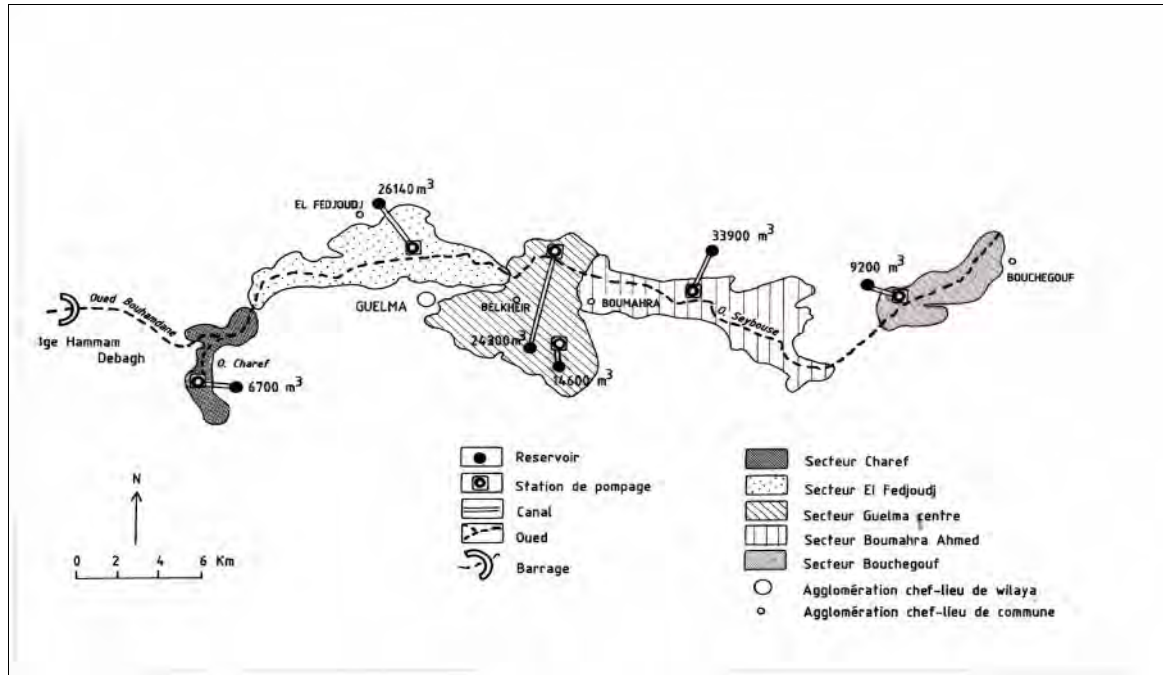 26140 m³
EL FEDJOUDJ
33900 m³
9200 m³
BOUCHEGOUF
GUELMA
BELKHEIR
BOUMAHRA
Oued Bouhamdane
O. Seybouse
lge Hammam
Debagh
24300 m³
O. Charef
14600 m³
6700 m³
N
0 2 4 6 Km
Reservoir
Station de pompage
Canal
Oued
Barrage
Secteur Charef
Secteur El Fedjoudj
Secteur Guelma centre
Secteur Boumahra Ahmed
Secteur Bouchegouf
Agglomération chef-lieu de wilaya
Agglomération chef-lieu de commune